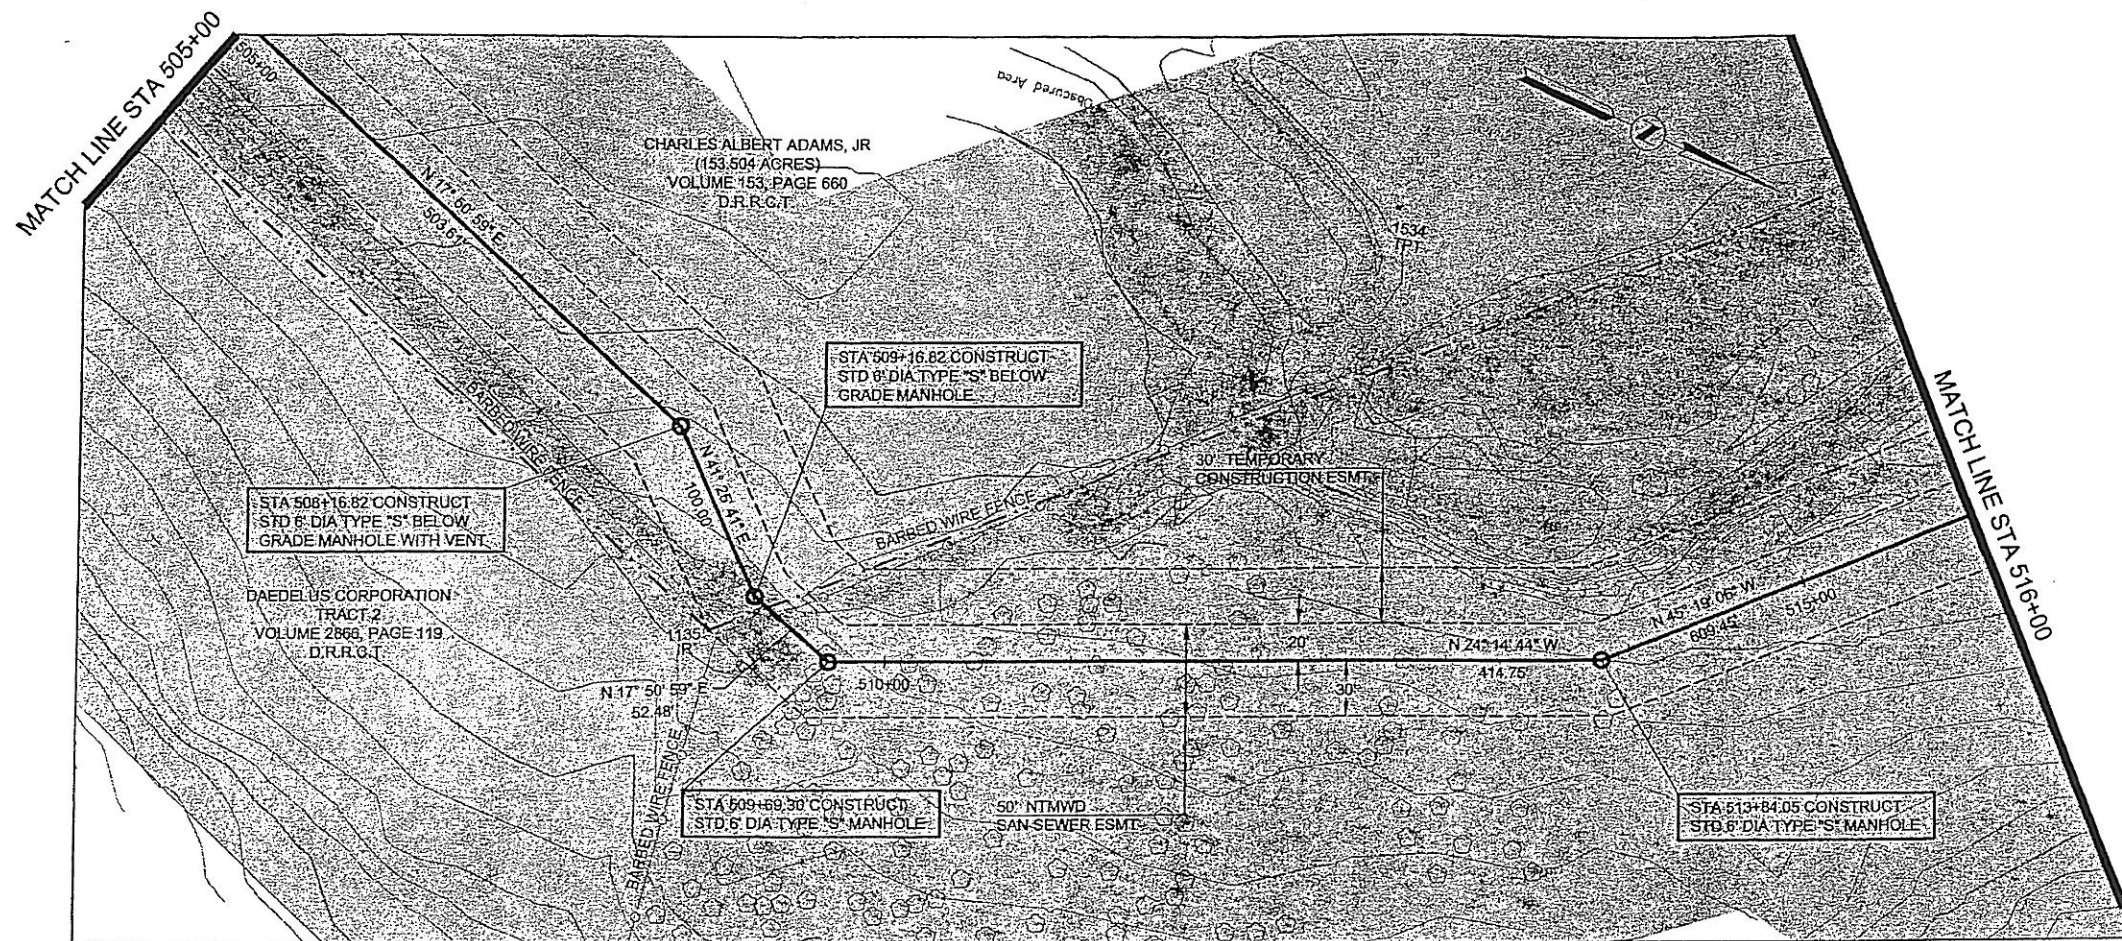 MATCH LINE STA 505+00
505+00
Obscured Area
CHARLES ALBERT ADAMS, JR
(153.504 ACRES)
VOLUME 153, PAGE 660
D.R.R.C.T.
N 17° 50' 59" E
503.61'
1534
TPT
STA 509+16.82 CONSTRUCT
STD 6' DIA TYPE "S" BELOW
GRADE MANHOLE
BARBED WIRE FENCE
N 41° 25' 41" E
100.00'
30' TEMPORARY
CONSTRUCTION ESMT
BARBED WIRE FENCE
MATCH LINE STA 516+00
STA 508+16.82 CONSTRUCT
STD 6' DIA TYPE "S" BELOW
GRADE MANHOLE WITH VENT
DAEDELUS CORPORATION
TRACT 2
VOLUME 2866, PAGE 119
D.R.R.C.T.
1135
IR
N 45° 19' 06" W
609.45'
515+00
20'
N 24° 14' 44" W
414.75'
510+00
30'
N 17° 50' 59" E
52.48'
BARBED WIRE FENCE
STA 509+69.30 CONSTRUCT
STD 6' DIA TYPE "S" MANHOLE
50' NTMWD
SAN SEWER ESMT
STA 513+84.05 CONSTRUCT
STD 6' DIA TYPE "S" MANHOLE